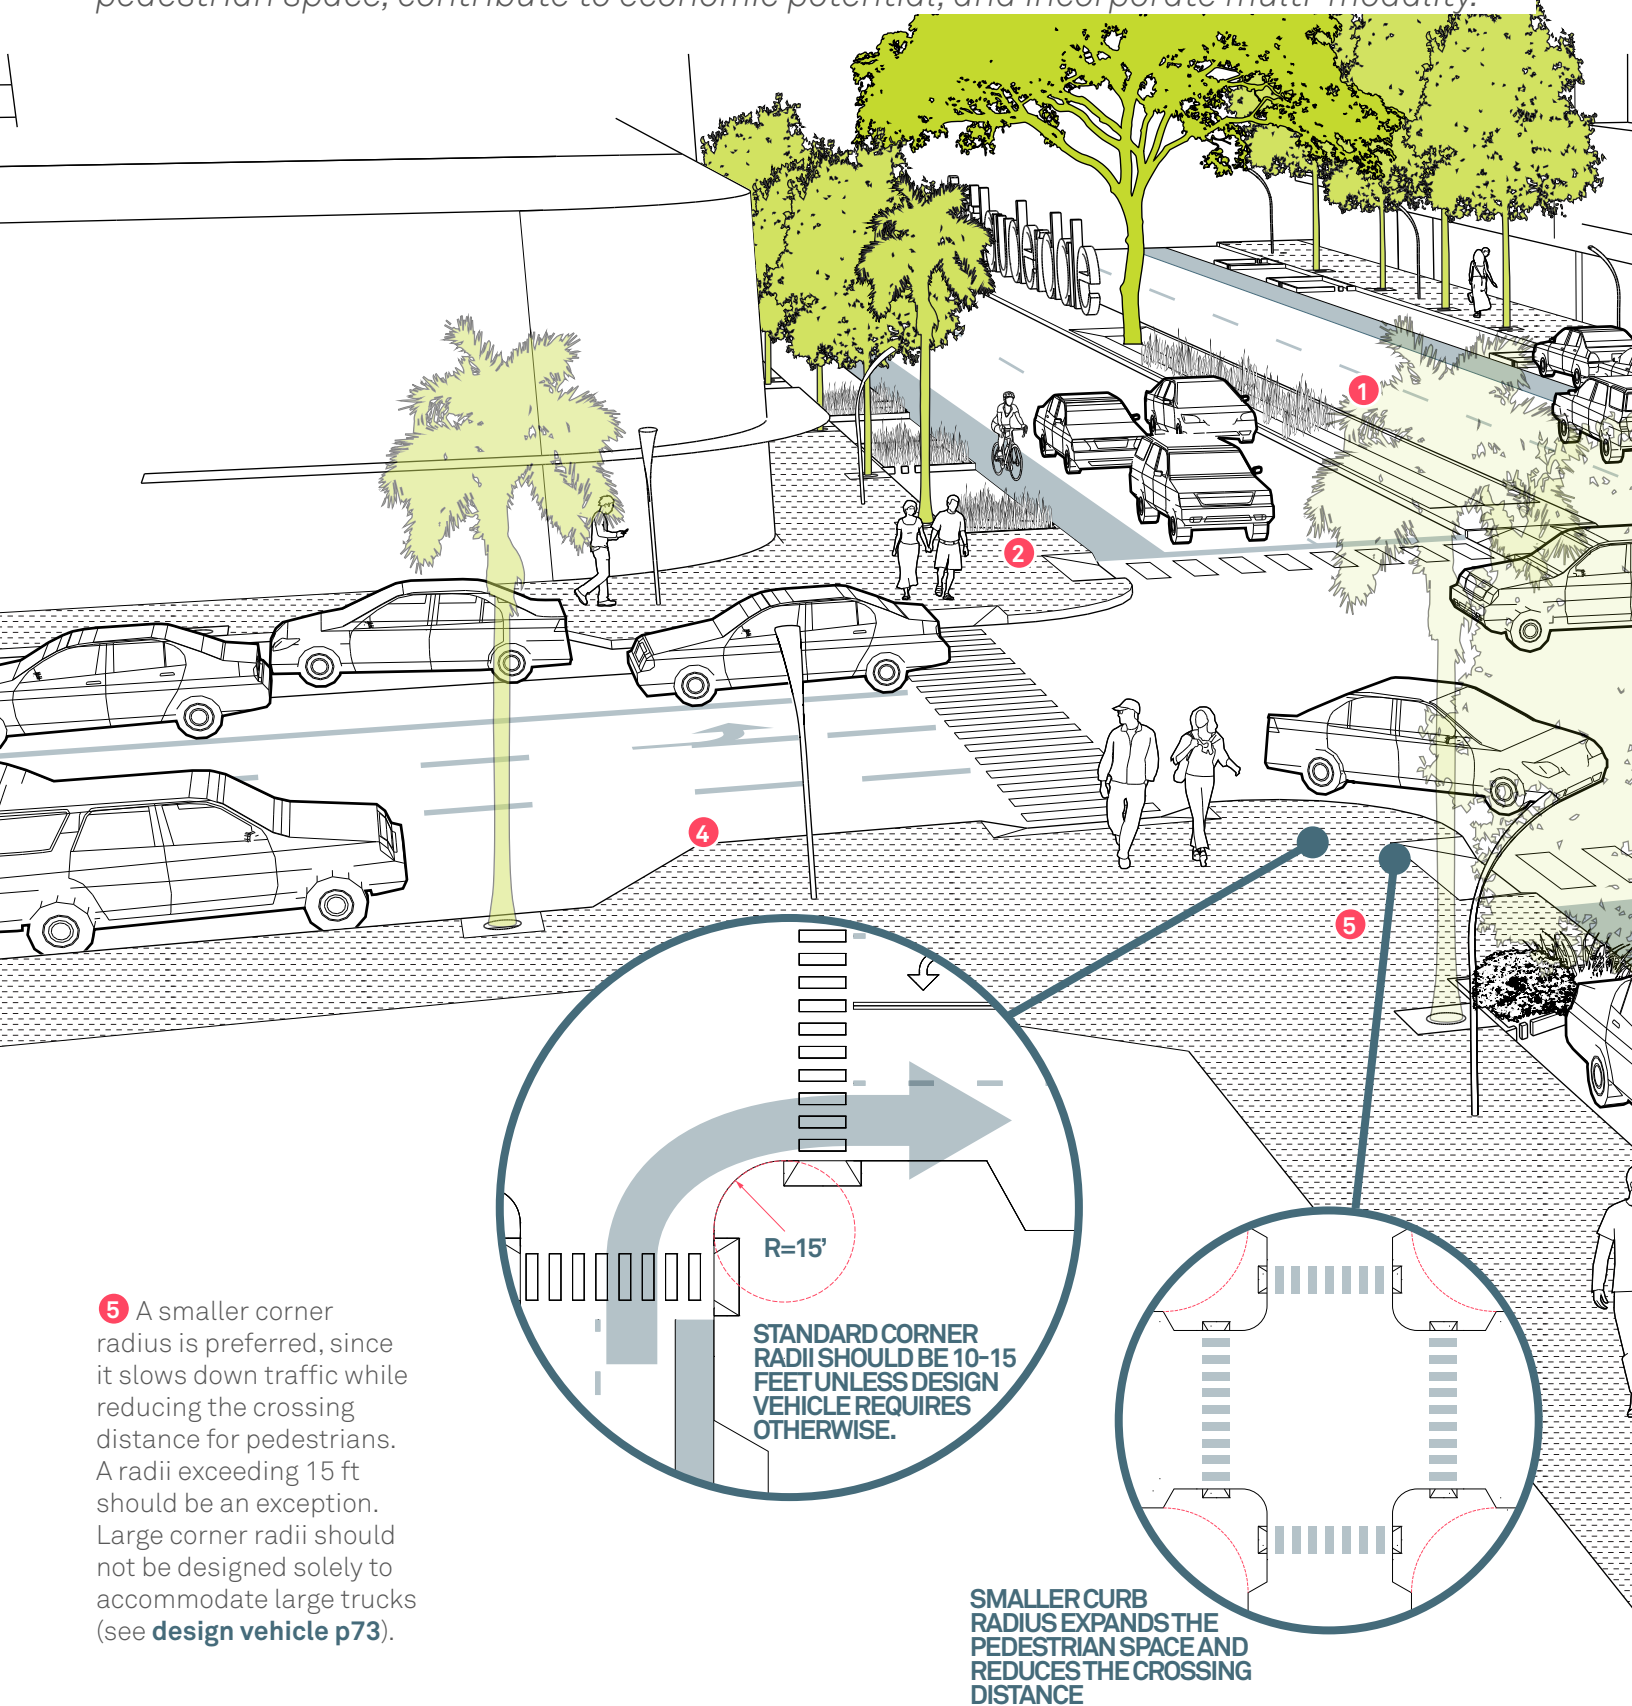 pedestrian space, contribute to economic potential, and incorporate multi-modality.
1
2
4
5
R=15'
STANDARD CORNER
RADII SHOULD BE 10-15
FEET UNLESS DESIGN
VEHICLE REQUIRES
OTHERWISE.
5 A smaller corner
radius is preferred, since
it slows down traffic while
reducing the crossing
distance for pedestrians.
A radii exceeding 15 ft
should be an exception.
Large corner radii should
not be designed solely to
accommodate large trucks
(see design vehicle p73).
SMALLER CURB
RADIUS EXPANDS THE
PEDESTRIAN SPACE AND
REDUCES THE CROSSING
DISTANCE